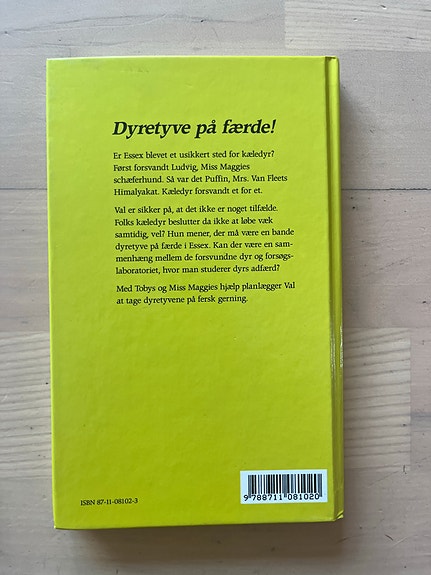 Dyretyve på færde!
Er Essex blevet et usikkert sted for kæledyr?
Først forsvandt Ludvig, Miss Maggies
schæferhund. Så var det Puffin, Mrs. Van Fleets
Himalyakat. Kæledyr forsvandt et for et.
Val er sikker på, at det ikke er noget tilfælde.
Folks kæledyr beslutter da ikke at løbe væk
samtidig, vel? Hun mener, der må være en bande
dyretyve på færde i Essex. Kan der være en sam-
menhæng mellem de forsvundne dyr og forsøgs-
laboratoriet, hvor man studerer dyrs adfærd?
Med Tobys og Miss Maggies hjælp planlægger Val
at tage dyretyvene på fersk gerning.
ISBN 87-11-08102-3
9 788711 081020